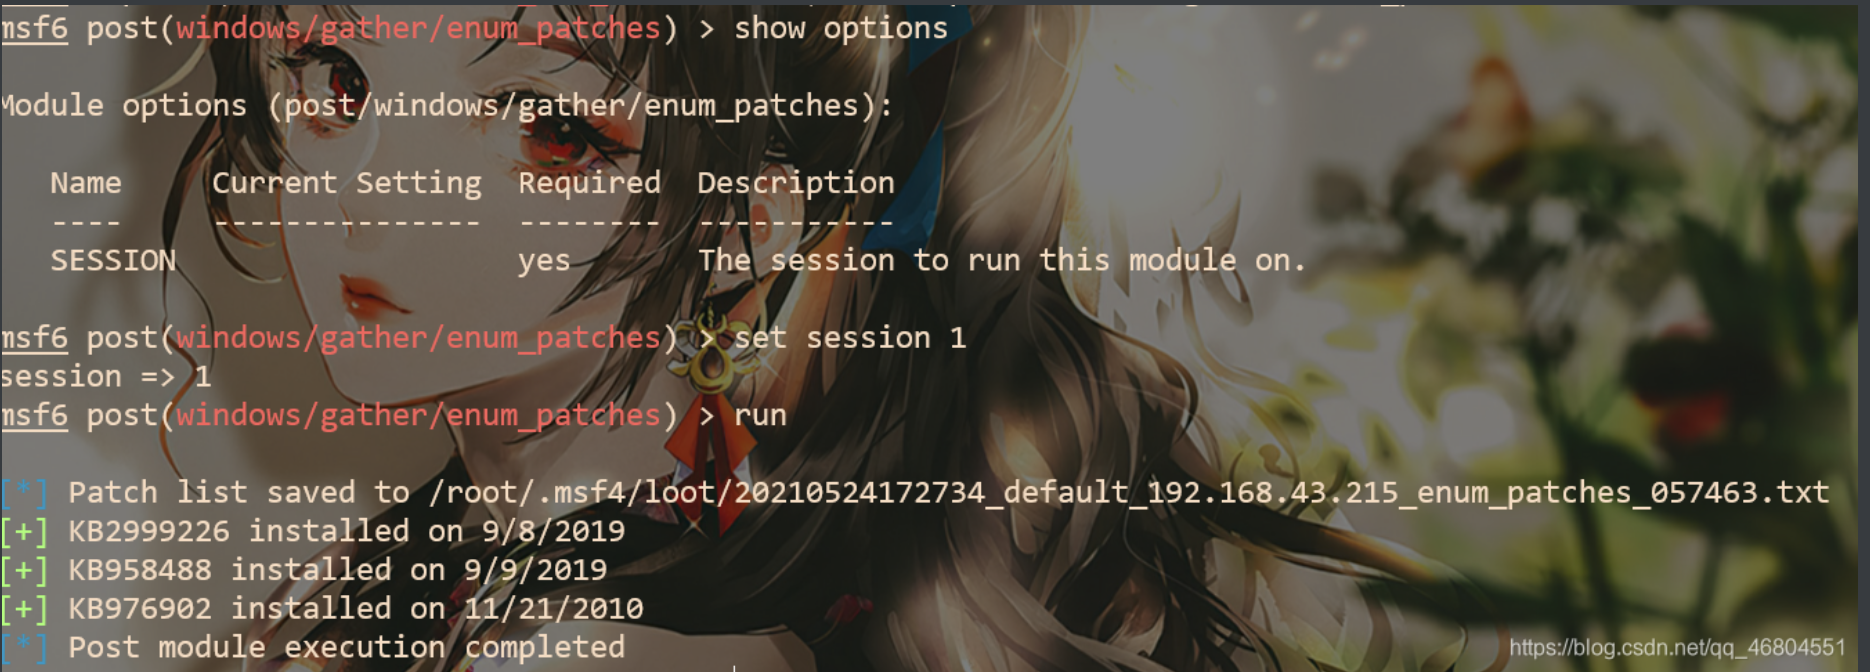 msf6 post(windows/gather/enum_patches) > show options
Module options (post/windows/gather/enum_patches):
Name Current Setting Required Description
---- --------------- -------- -----------
SESSION yes The session to run this module on.
msf6 post(windows/gather/enum_patches) > set session 1
session => 1
msf6 post(windows/gather/enum_patches) > run
[*] Patch list saved to /root/.msf4/loot/20210524172734_default_192.168.43.215_enum_patches_057463.txt
[+] KB2999226 installed on 9/8/2019
[+] KB958488 installed on 9/9/2019
[+] KB976902 installed on 11/21/2010
[*] Post module execution completed
https://blog.csdn.net/qq_46804551